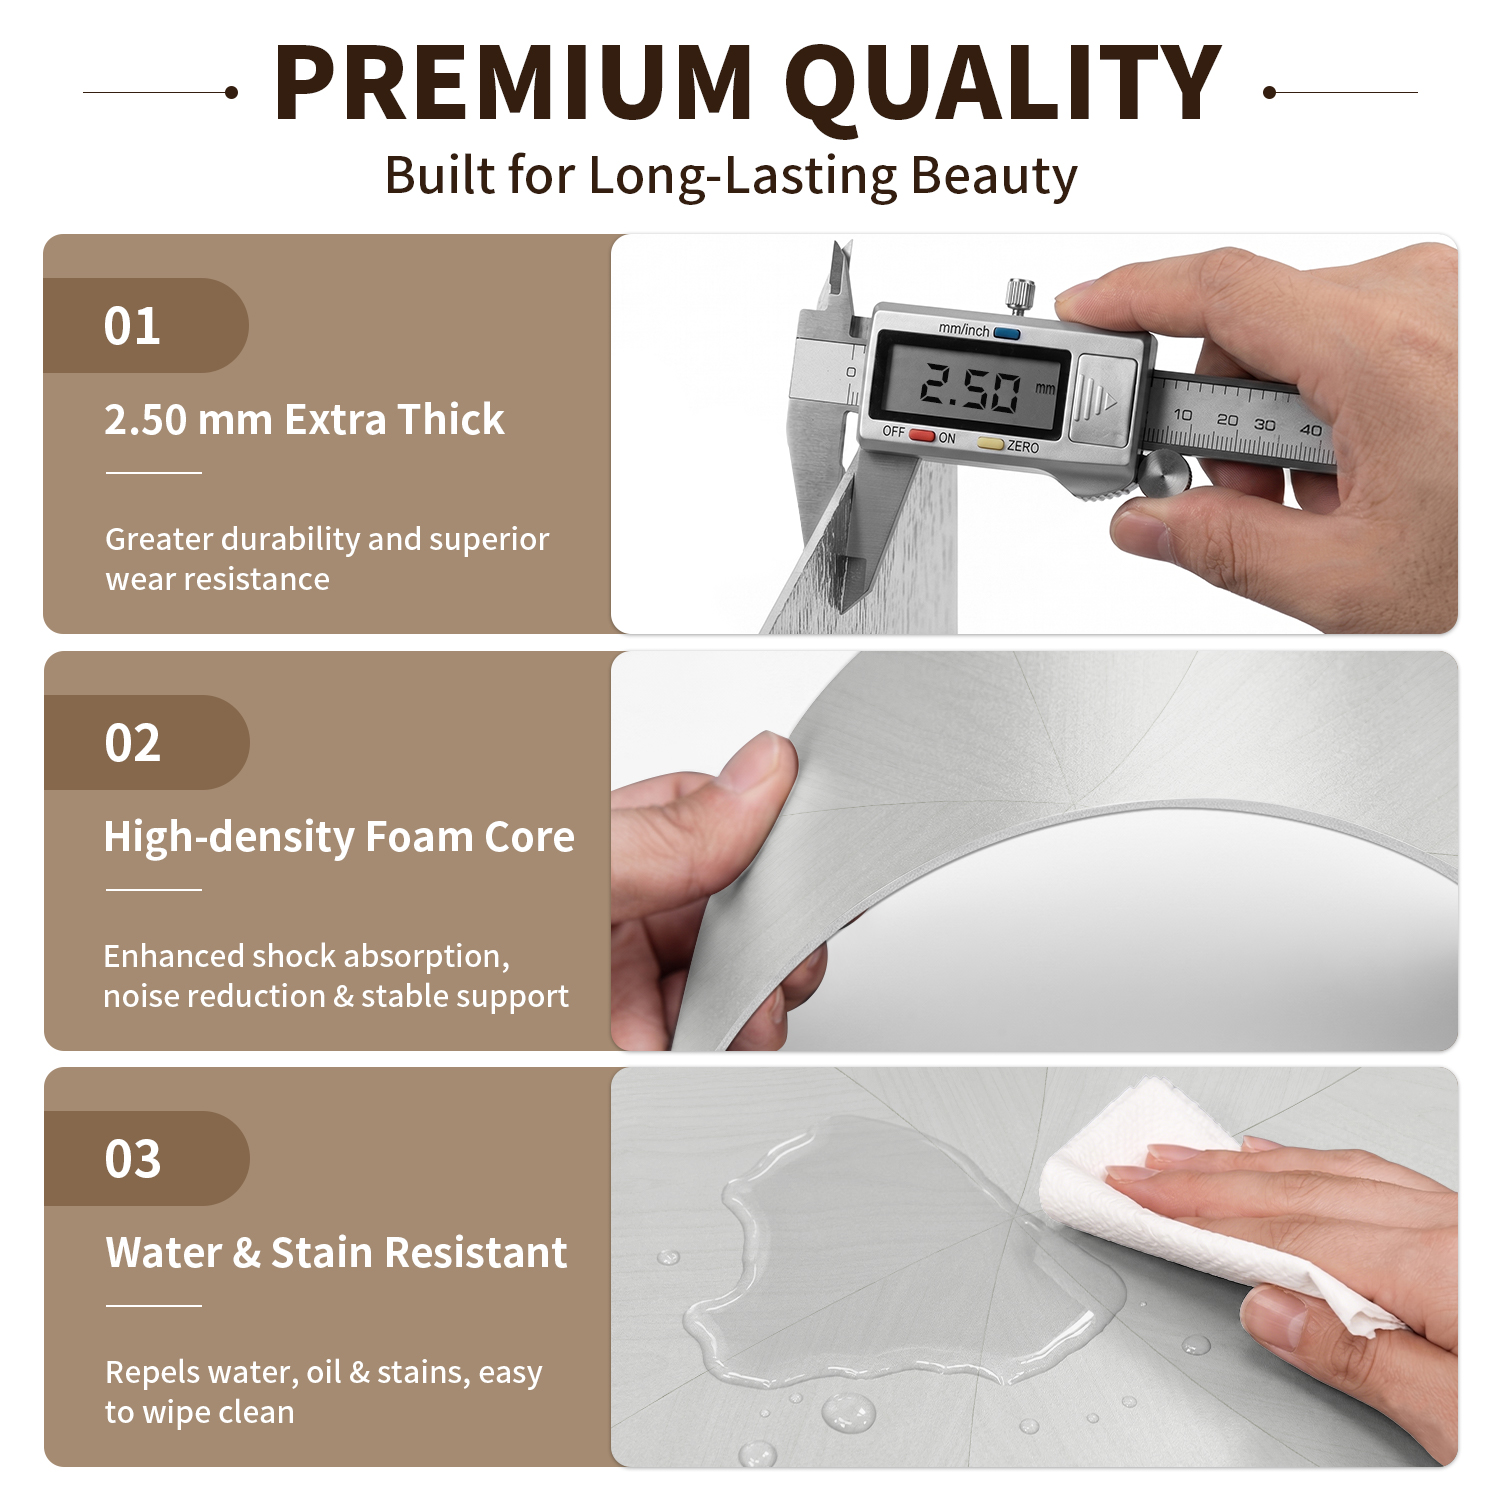 PREMIUM QUALITY
Built for Long-Lasting Beauty
01
2.50 mm Extra Thick
Greater durability and superior
wear resistance
mm/inch
0
2.50 mm
OFF ON ZERO
10 20 30 40
02
High-density Foam Core
Enhanced shock absorption,
noise reduction & stable support
03
Water & Stain Resistant
Repels water, oil & stains, easy
to wipe clean